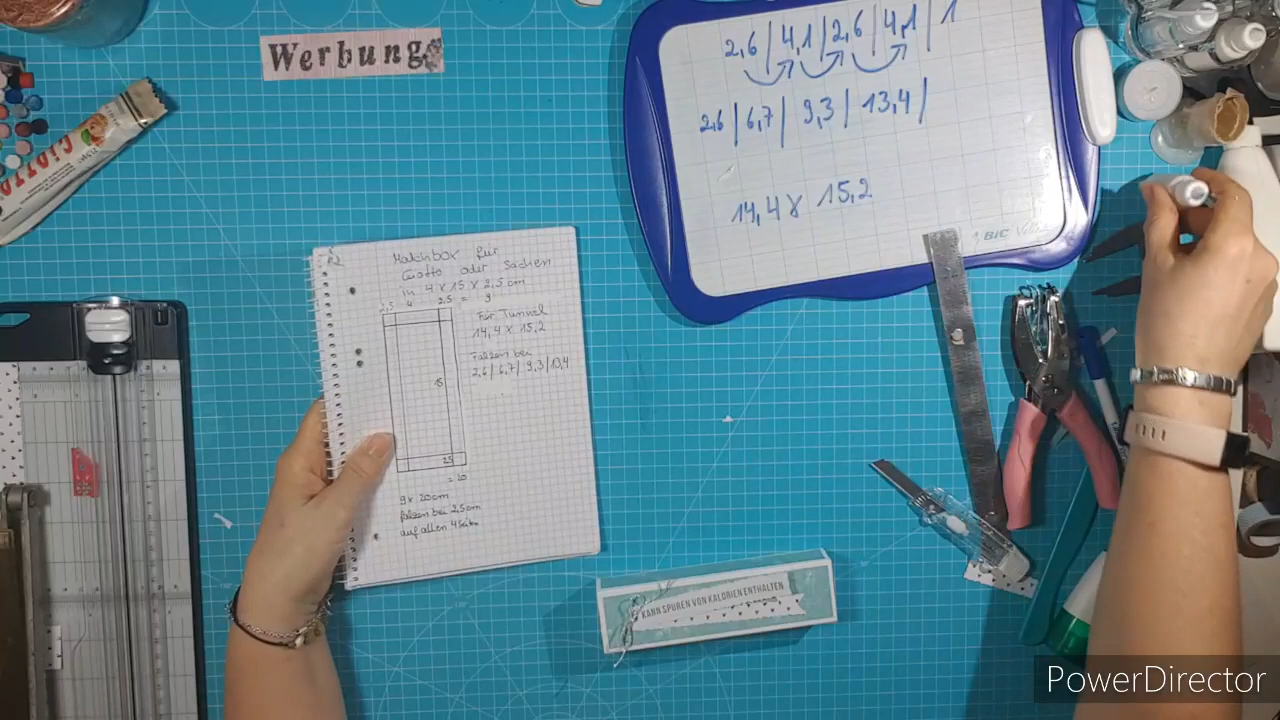 Werbung
2,6 | 4,1 | 2,6 | 4,1 | 1
2,6 | 6,7 | 9,3 | 13,4 |
14,4 x 15,2
BIC
GIOTTO
Matchbox für
Giotto oder Sachen
in 4 x 15 x 2,5 cm
2,5 4 2,5 = 9
Für Tunnel
14,4 x 15,2
Falzen bei
2,6 | 6,7 | 9,3 | 13,4
15
2,5
= 20
9 x 20 cm
falzen bei 2,5 cm
auf allen 4 Seiten
KANN SPUREN VON KALORIEN ENTHALTEN
PowerDirector